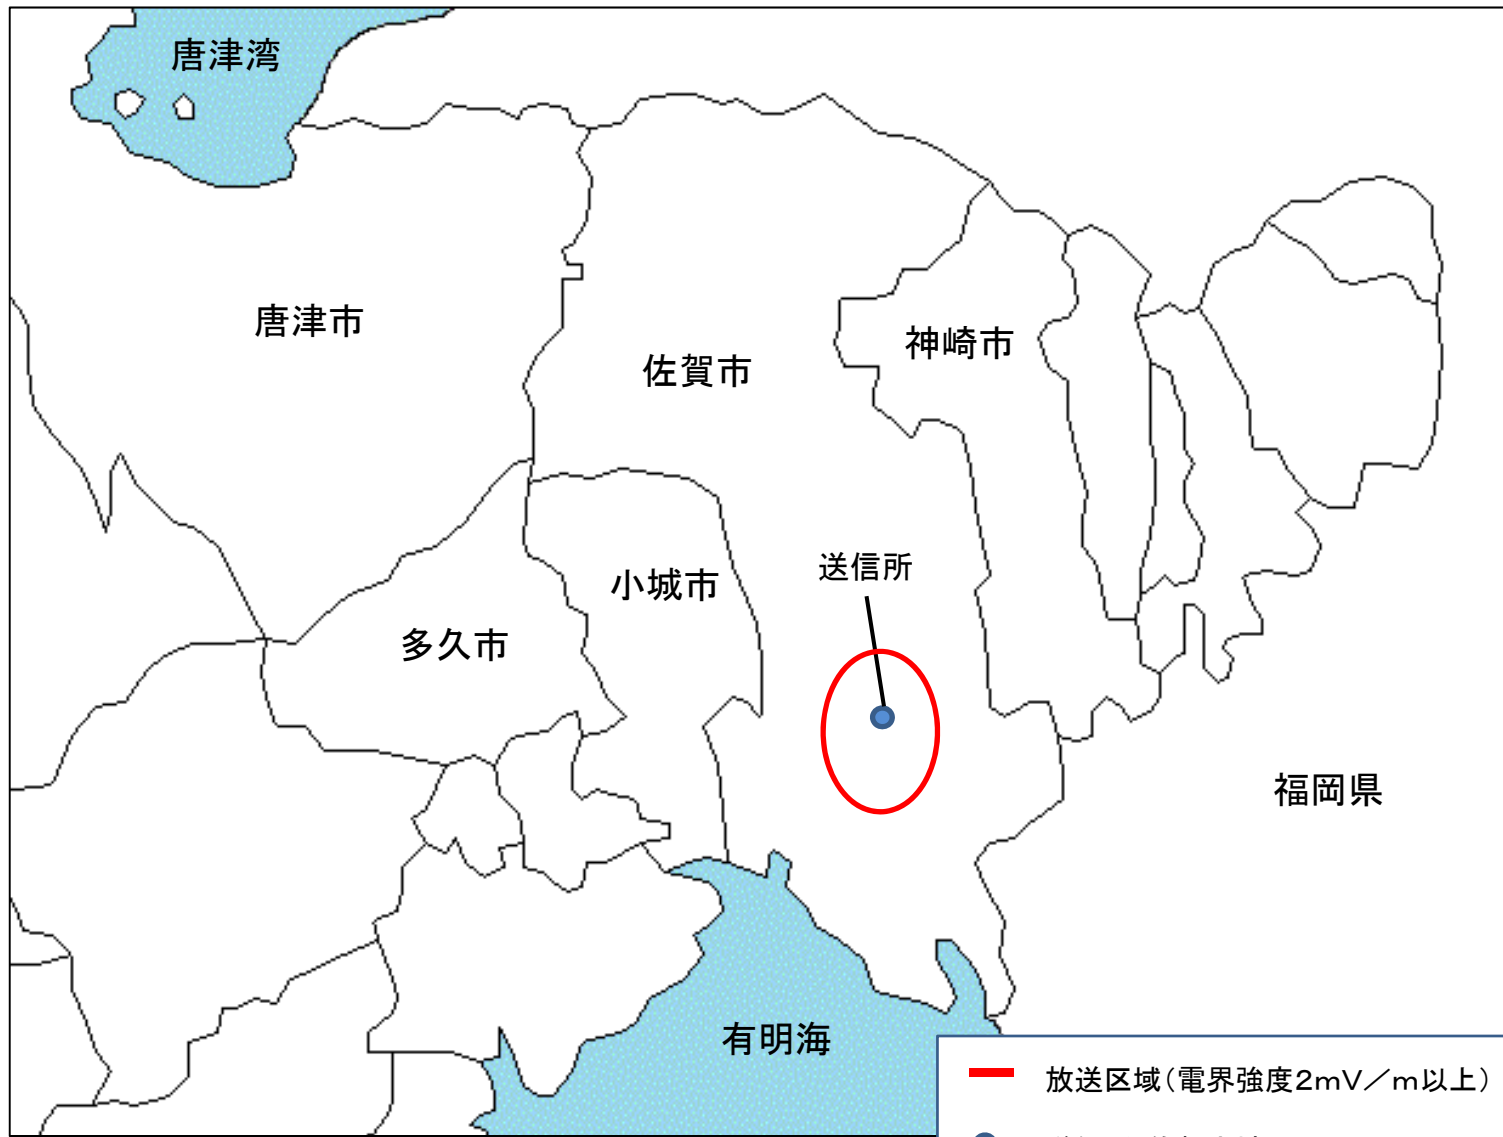 唐津湾
唐津市
神崎市
佐賀市
送信所
小城市
多久市
福岡県
有明海
放送区域(電界強度2mV/m以上)